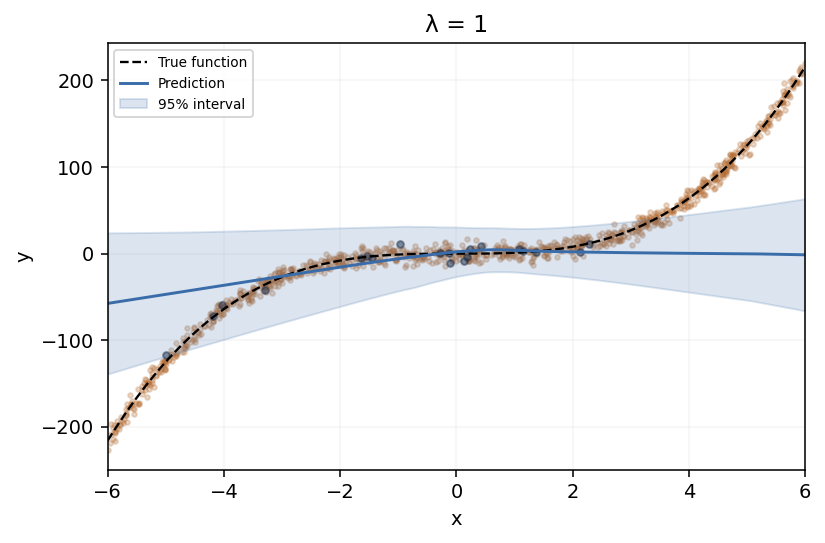 λ = 1
True function
Prediction
95% interval
200
100
0
−100
−200
y
−6
−4
−2
0
2
4
6
x